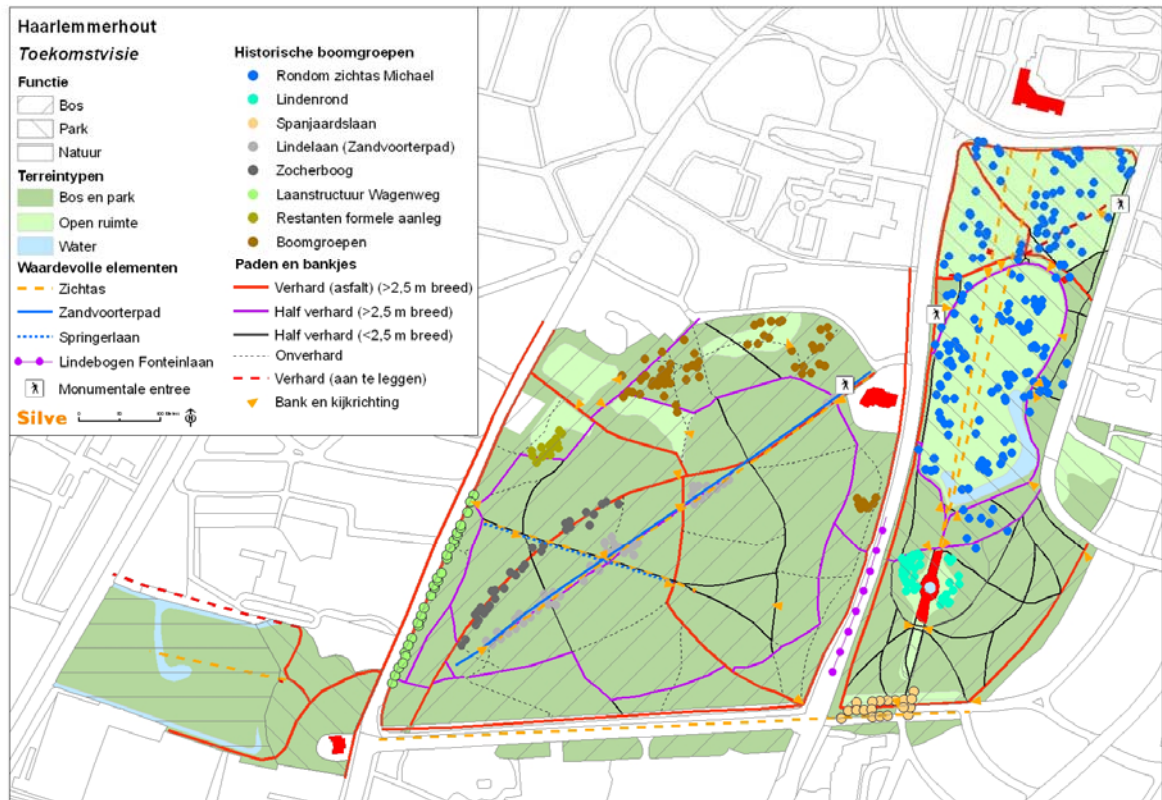 Haarlemmerhout
Toekomstvisie
Functie
Bos
Park
Natuur
Terreintypen
Bos en park
Open ruimte
Water
Waardevolle elementen
Zichtas
Zandvoorterpad
Springerlaan
Lindebogen Fonteinlaan
Monumentale entree
Silve
Historische boomgroepen
Rondom zichtas Michael
Lindenrond
Spanjaardslaan
Lindelaan (Zandvoorterpad)
Zocherboog
Laanstructuur Wagenweg
Restanten formele aanleg
Boomgroepen
Paden en bankjes
Verhard (asfalt) (>2,5 m breed)
Half verhard (>2,5 m breed)
Half verhard (<2,5 m breed)
Onverhard
Verhard (aan te leggen)
Bank en kijkrichting